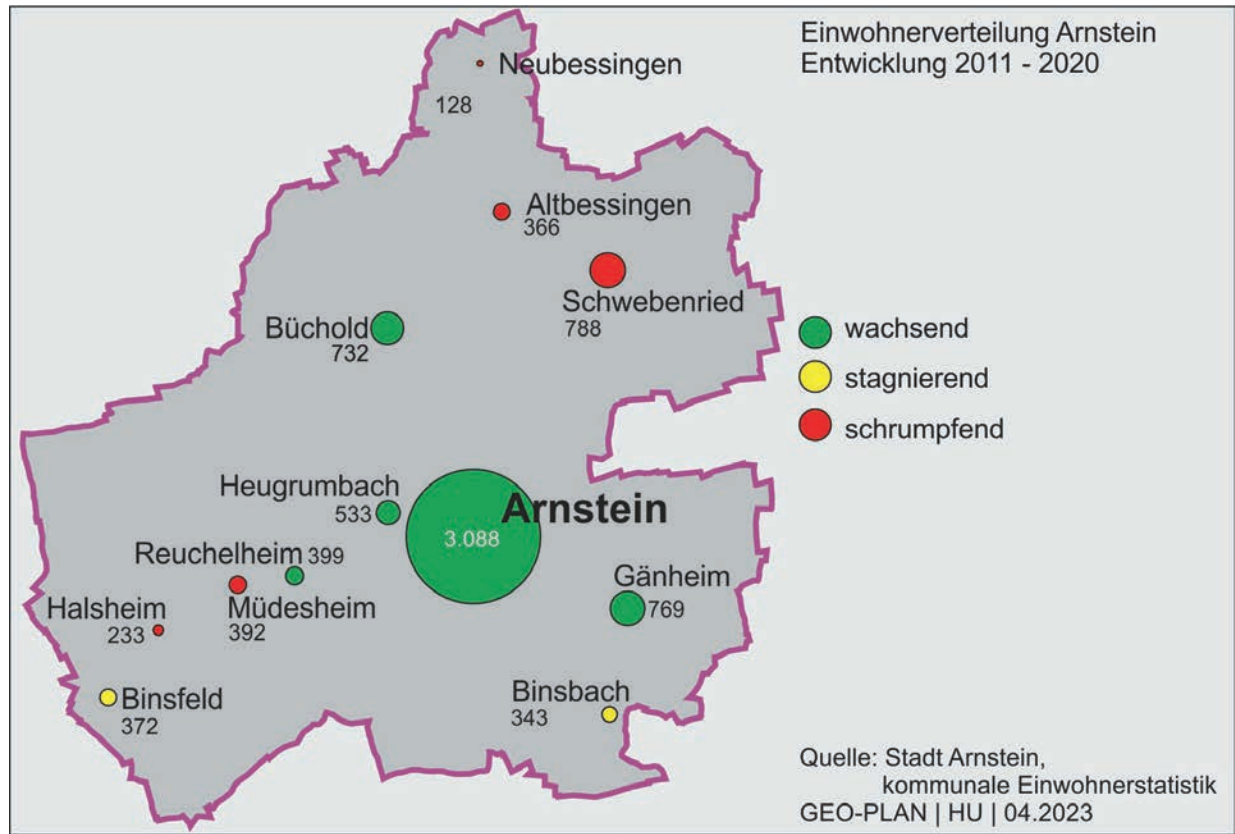 Einwohnerverteilung Arnstein
Entwicklung 2011 - 2020
Neubessingen
128
Altbessingen
366
Schwebenried
788
Büchold
732
wachsend
stagnierend
schrumpfend
Heugrumbach
533
Arnstein
3.088
Reuchelheim 399
Müdesheim
392
Gänheim
769
Halsheim
233
Binsfeld
372
Binsbach
343
Quelle: Stadt Arnstein,
kommunale Einwohnerstatistik
GEO-PLAN | HU | 04.2023